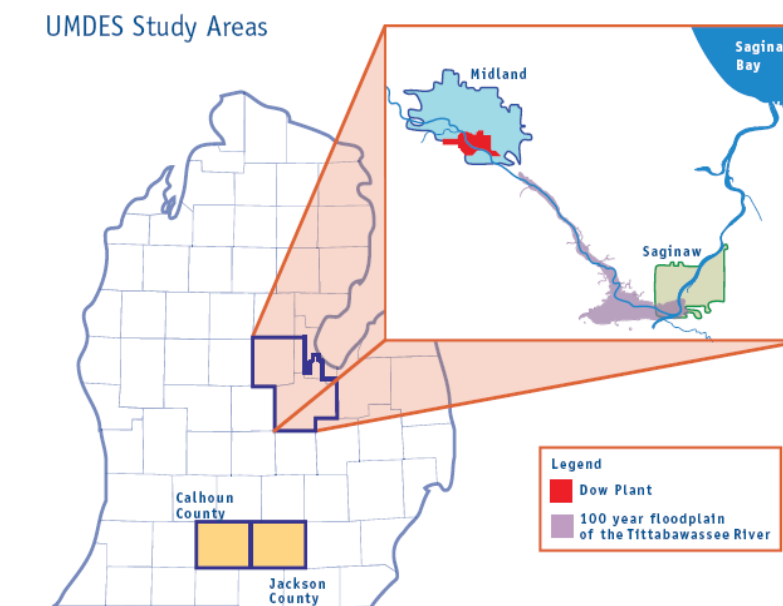 UMDES Study Areas
Midland
Sagina
Bay
Saginaw
Calhoun
County
Jackson
County
Legend
Dow Plant
100 year floodplain
of the Tittabawassee River